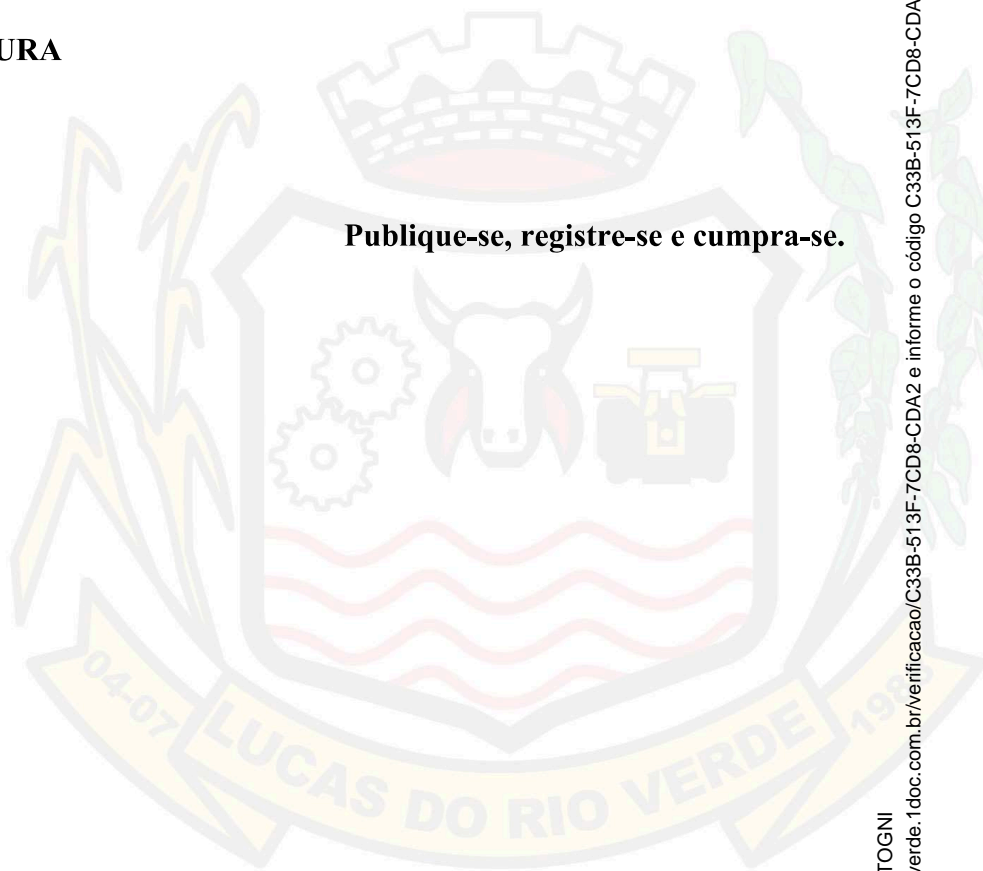 URA
Publique-se, registre-se e cumpra-se.
04-07 LUCAS DO RIO VERDE 1988
TOGNI
verde.1doc.com.br/verificacao/C33B-513F-7CD8-CDA2 e informe o código C33B-513F-7CD8-CDA